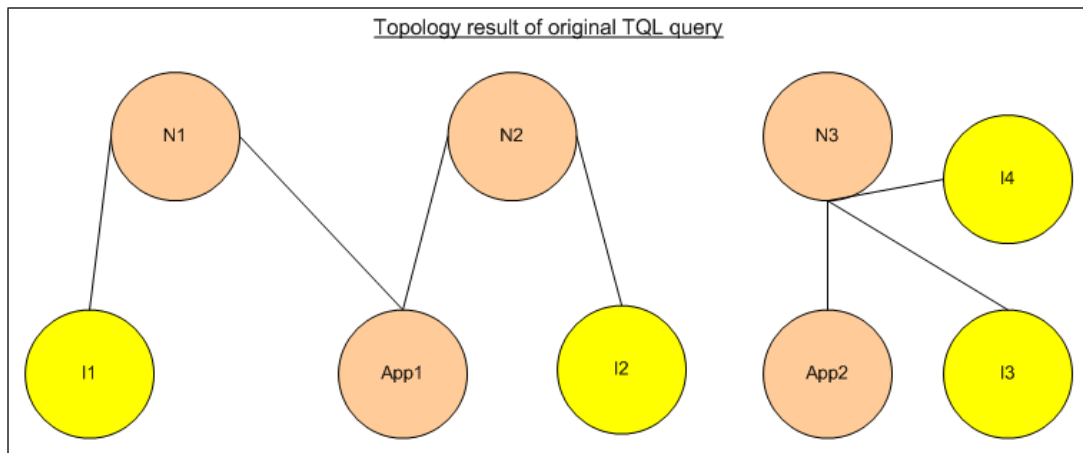 Topology result of original TQL query
N1
N2
N3
I4
I1
App1
I2
App2
I3